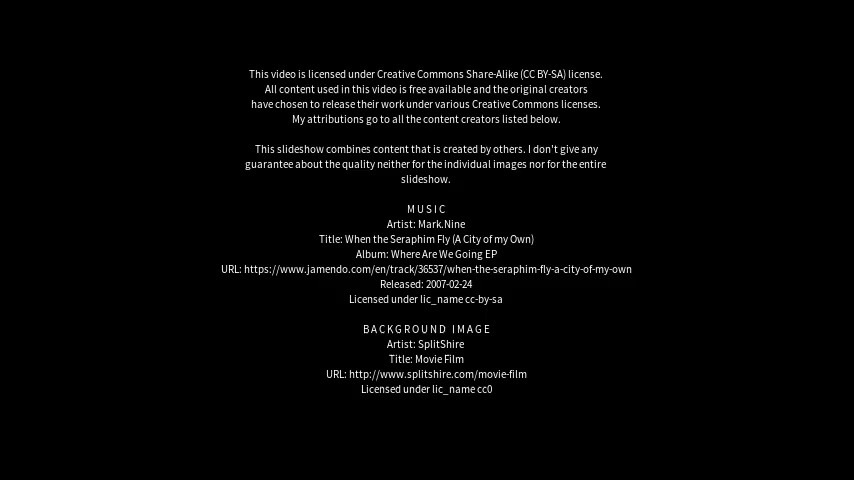 This video is licensed under Creative Commons Share-Alike (CC BY-SA) license.
All content used in this video is free available and the original creators
have chosen to release their work under various Creative Commons licenses.
My attributions go to all the content creators listed below.
This slideshow combines content that is created by others. I don't give any
guarantee about the quality neither for the individual images nor for the entire
slideshow.
MUSIC
Artist: Mark.Nine
Title: When the Seraphim Fly (A City of my Own)
Album: Where Are We Going EP
URL: https://www.jamendo.com/en/track/36537/when-the-seraphim-fly-a-city-of-my-own
Released: 2007-02-24
Licensed under lic_name cc-by-sa
BACKGROUND IMAGE
Artist: SplitShire
Title: Movie Film
URL: http://www.splitshire.com/movie-film
Licensed under lic_name cc0